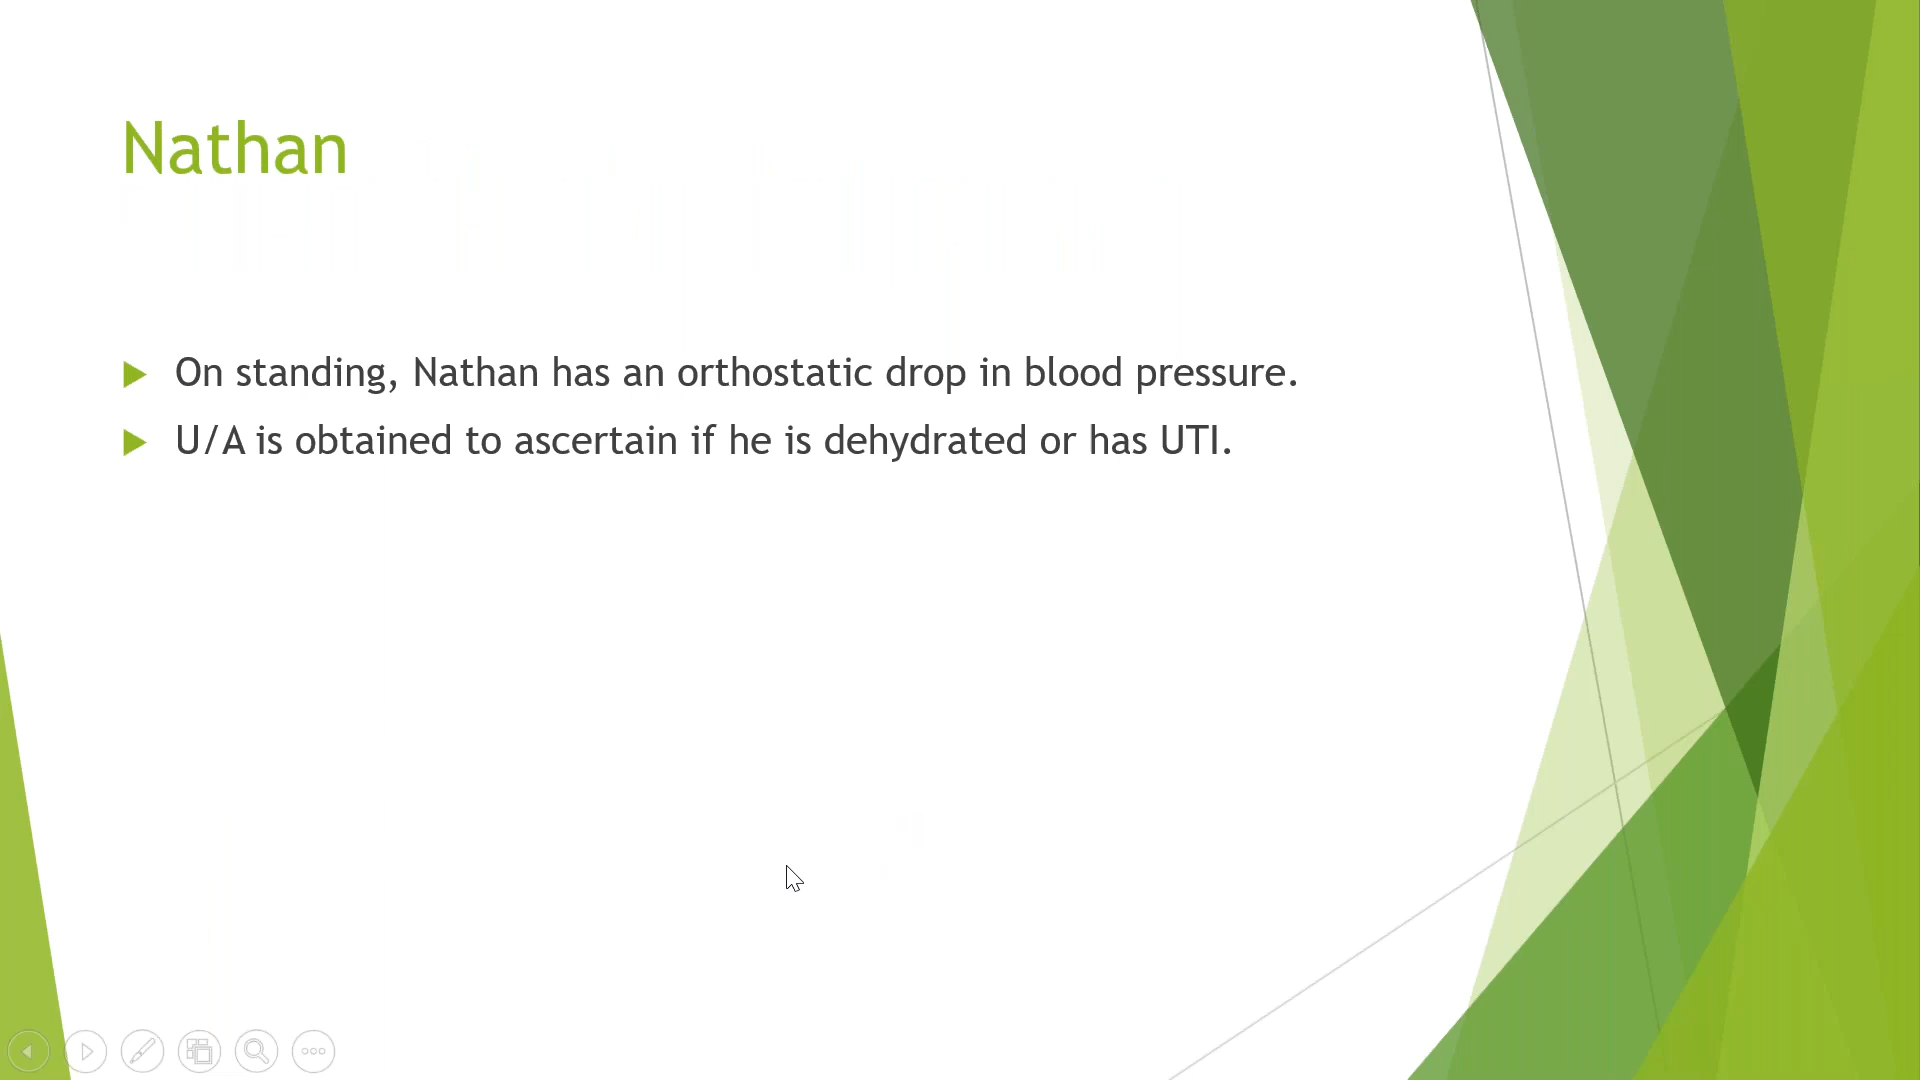 Nathan
On standing, Nathan has an orthostatic drop in blood pressure.
U/A is obtained to ascertain if he is dehydrated or has UTI.